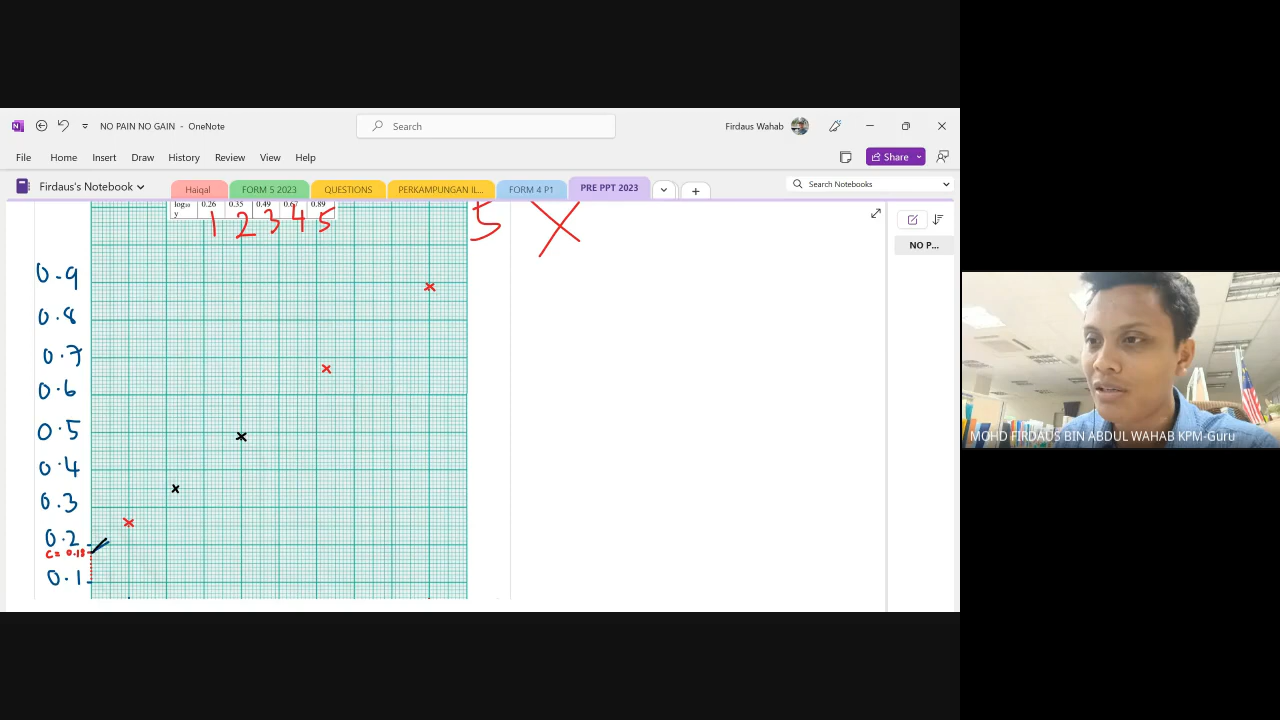 NO PAIN NO GAIN - OneNote
Search
Firdaus Wahab
File Home Insert Draw History Review View Help
Share
Firdaus's Notebook
Haiqal
FORM 5 2023
QUESTIONS
PERKAMPUNGAN IL...
FORM 4 P1
PRE PPT 2023
Search Notebooks
NO P...
log₁₀ y 0.26 0.35 0.49 0.67 0.89
1 2 3 4 5
5 X
0.9
0.8
0.7
0.6
0.5
0.4
0.3
0.2
c = 0.18
0.1
MOHD FIRDAUS BIN ABDUL WAHAB KPM-Guru